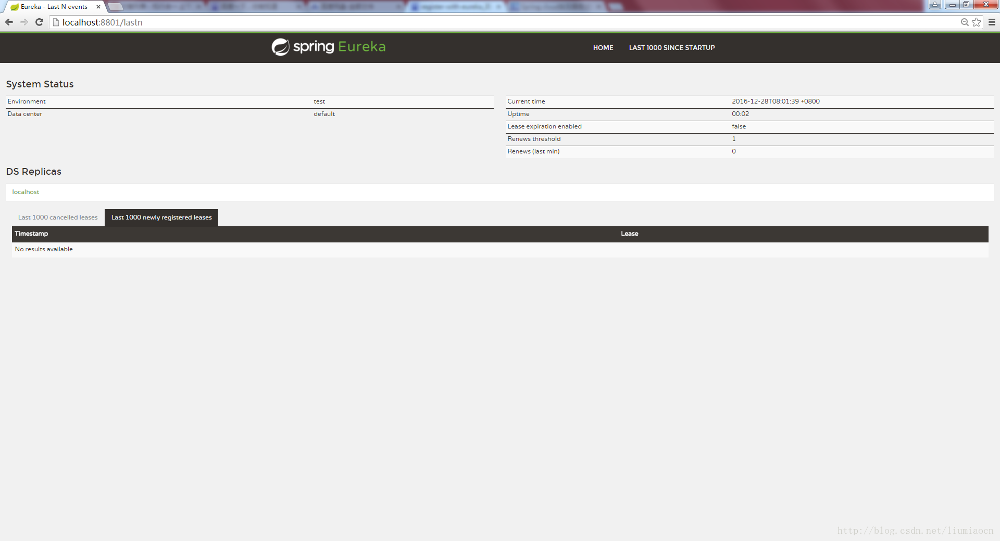 Eureka - Last N events
localhost:8801/lastn
spring Eureka
HOME LAST 1000 SINCE STARTUP
System Status
Environment test
Data center default
Current time 2016-12-28T08:01:39 +0800
Uptime 00:02
Lease expiration enabled false
Renews threshold 1
Renews (last min) 0
DS Replicas
localhost
Last 1000 cancelled leases Last 1000 newly registered leases
Timestamp Lease
No results available
http://blog.csdn.net/liumiaocn